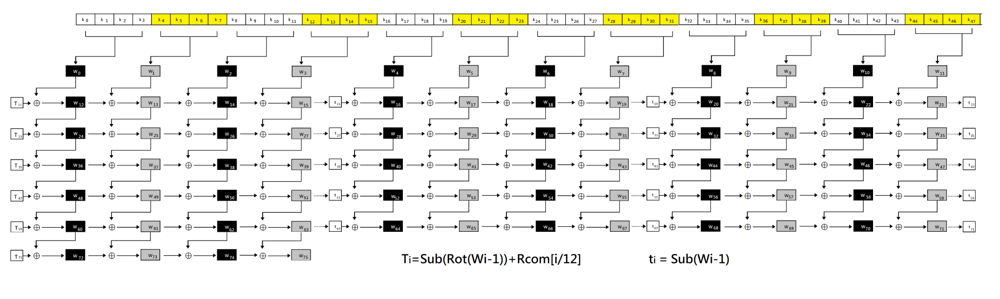 k0 k1 k2 k3 k4 k5 k6 k7 k8 k9 k10 k11 k12 k13 k14 k15 k16 k17 k18 k19 k20 k21 k22 k23 k24 k25 k26 k27 k28 k29 k30 k31 k32 k33 k34 k35 k36 k37 k38 k39 k40 k41 k42 k43 k44 k45 k46 k47
W0 W1 W2 W3 W4 W5 W6 W7 W8 W9 W10 W11
T11 W12 W13 W14 W15 t15 W16 W17 W18 W19 t19 W20 W21 W22 W23 t23
T23 W24 W25 W26 W27 t27 W28 W29 W30 W31 t31 W32 W33 W34 W35 t35
T35 W36 W37 W38 W39 t39 W40 W41 W42 W43 t43 W44 W45 W46 W47 t47
T47 W48 W49 W50 W51 t51 W52 W53 W54 W55 t55 W56 W57 W58 W59 t59
T59 W60 W61 W62 W63 t63 W64 W65 W66 W67 t67 W68 W69 W70 W71 t71
T71 W72 W73 W74 W75
Ti=Sub(Rot(Wi-1))+Rcom[i/12] ti = Sub(Wi-1)